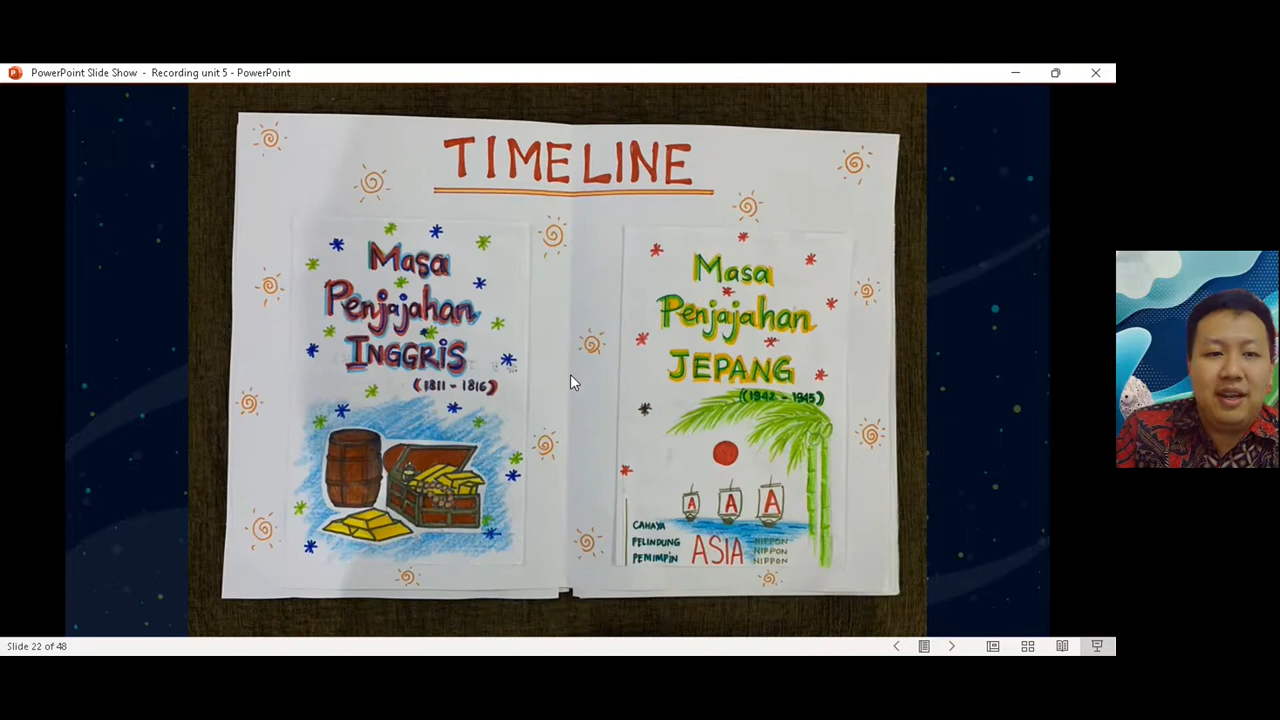 PowerPoint Slide Show - Recording unit 5 - PowerPoint
TIMELINE
Masa
Penjajahan
INGGRIS
(1811 - 1816)
Masa
Penjajahan
JEPANG
((1942 - 1945)
A A A
CAHAYA
PELINDUNG
PEMIMPIN
ASIA
NIPPON
NIPPON
NIPPON
Slide 22 of 48